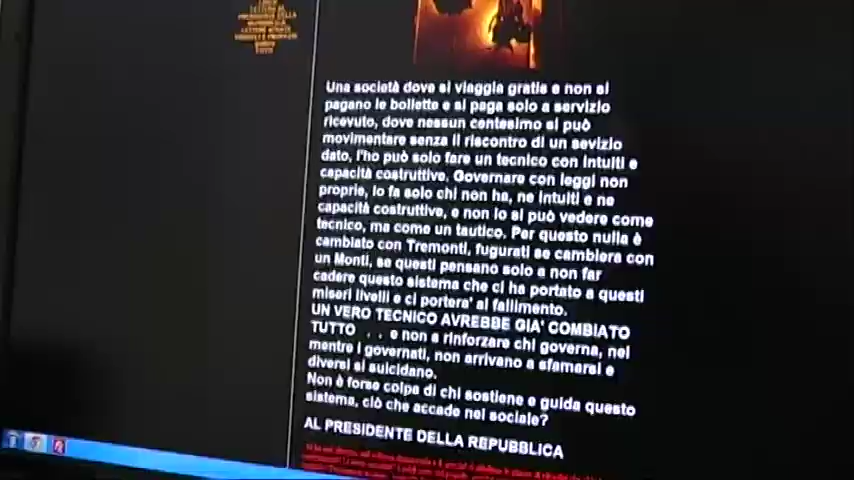 Una società dove si viaggia gratis e non si
pagano le bollette e si paga solo a servizio
ricevuto, dove nessun centesimo si può
movimentare senza il riscontro di un sevizio
dato, l'ho può solo fare un tecnico con intuiti e
capacità costruttive. Governare con leggi non
proprie, lo fa solo chi non ha, ne intuiti e ne
capacità costruttive, e non lo si può vedere come
tecnico, ma come un tautico. Per questo nulla è
cambiato con Tremonti, fugurati se cambiera con
un Monti, se questi pensano solo a non far
cadere questo sistema che ci ha portato a questi
miseri livelli e ci portera' al fallimento.
UN VERO TECNICO AVREBBE GIA' COMBIATO
TUTTO . . e non a rinforzare chi governa, nel
mentre i governati, non arrivano a sfamarsi e
diversi si suicidano.
Non è forse colpa di chi sostiene e guida questo
sistema, ciò che accade nel sociale?
AL PRESIDENTE DELLA REPUBBLICA